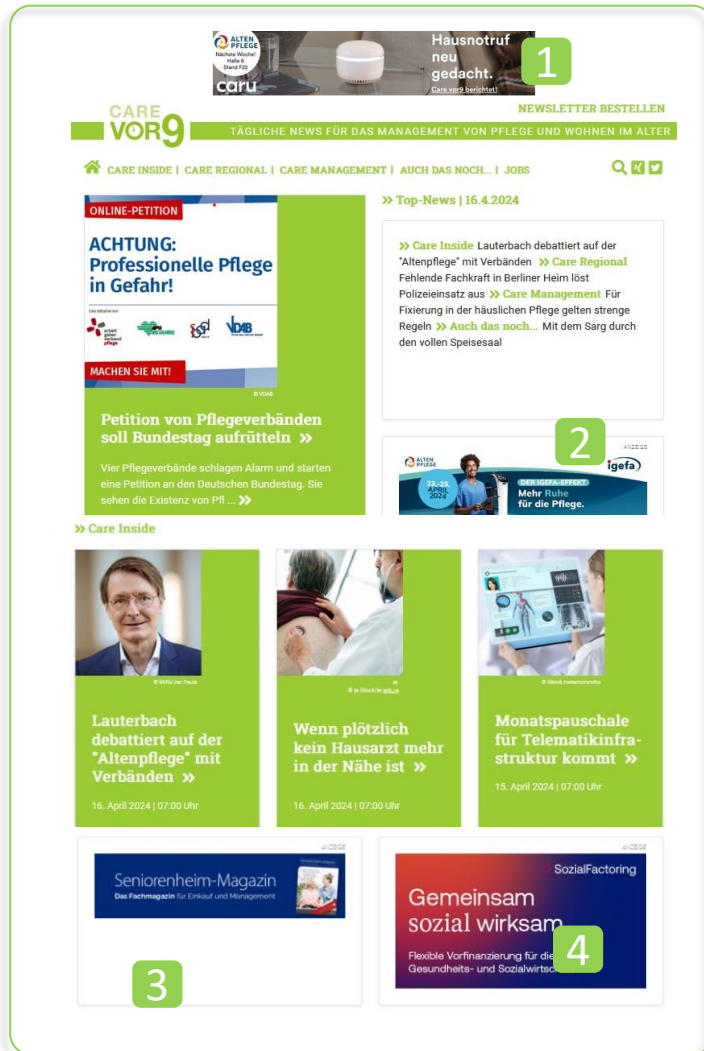 ALTEN
PFLEGE
Nächste Woche!
Halle 6
Stand F22
caru
Hausnotruf
neu
gedacht.
Care vor9 berichtet!
1
NEWSLETTER BESTELLEN
CARE
VOR9
TÄGLICHE NEWS FÜR DAS MANAGEMENT VON PFLEGE UND WOHNEN IM ALTER
CARE INSIDE | CARE REGIONAL | CARE MANAGEMENT | AUCH DAS NOCH... | JOBS
ONLINE-PETITION
ACHTUNG:
Professionelle Pflege
in Gefahr!
Eine Initiative von
arbeit
geber
verband
pflege
VDAB
MACHEN SIE MIT!
© VDAB
Petition von Pflegeverbänden
soll Bundestag aufrütteln »
Vier Pflegeverbände schlagen Alarm und starten
eine Petition an den Deutschen Bundestag. Sie
sehen die Existenz von Pfl ... »
» Top-News | 16.4.2024
» Care Inside Lauterbach debattiert auf der
"Altenpflege" mit Verbänden » Care Regional
Fehlende Fachkraft in Berliner Heim löst
Polizeieinsatz aus » Care Management Für
Fixierung in der häuslichen Pflege gelten strenge
Regeln » Auch das noch... Mit dem Sarg durch
den vollen Speisesaal
2
ANZEIGE
ALTEN
PFLEGE
23.-25.
APRIL
2024
igefa
DER IGEFA-EFFEKT
Mehr Ruhe
für die Pflege.
» Care Inside
Lauterbach
debattiert auf der
"Altenpflege" mit
Verbänden »
16. April 2024 | 07:00 Uhr
Wenn plötzlich
kein Hausarzt mehr
in der Nähe ist »
16. April 2024 | 07:00 Uhr
Monatspauschale
für Telematikinfra-
struktur kommt »
15. April 2024 | 07:00 Uhr
ANZEIGE
Seniorenheim-Magazin
Das Fachmagazin für Einkauf und Management
3
ANZEIGE
SozialFactoring
Gemeinsam
sozial wirksam
Flexible Vorfinanzierung für die
Gesundheits- und Sozialwirtsc
4